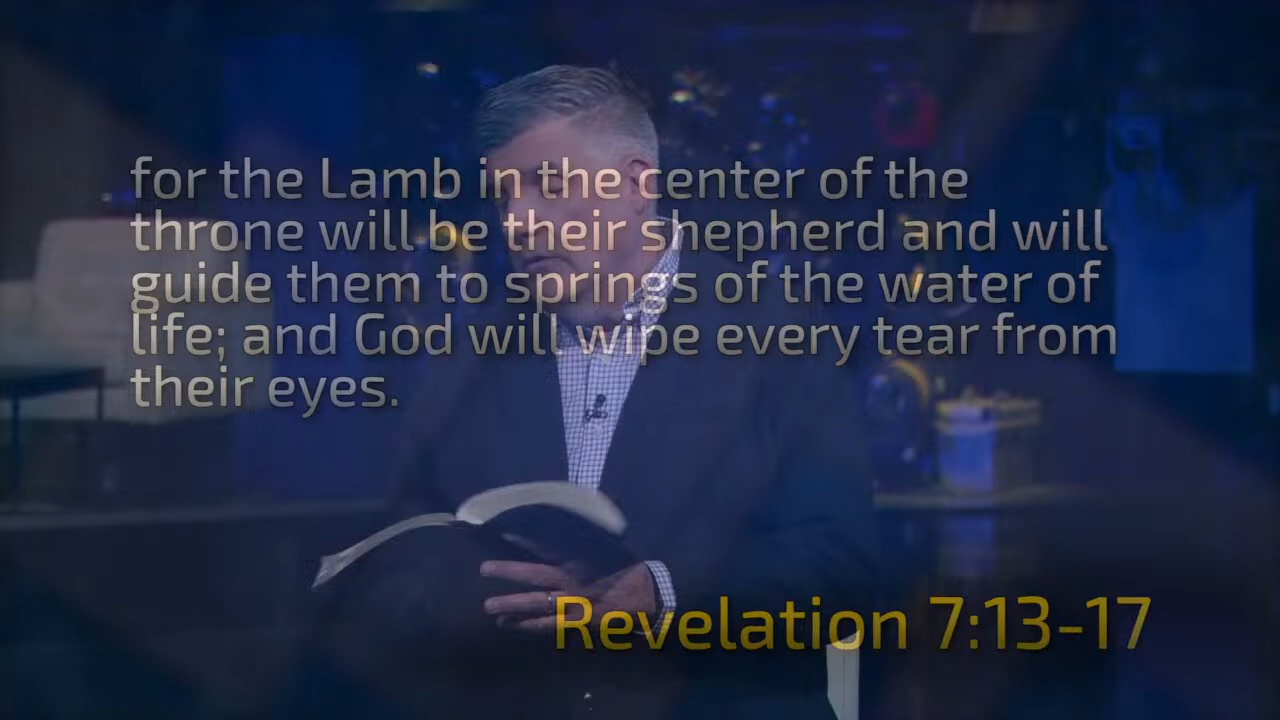 for the Lamb in the center of the
throne will be their shepherd and will
guide them to springs of the water of
life; and God will wipe every tear from
their eyes.
Revelation 7:13-17